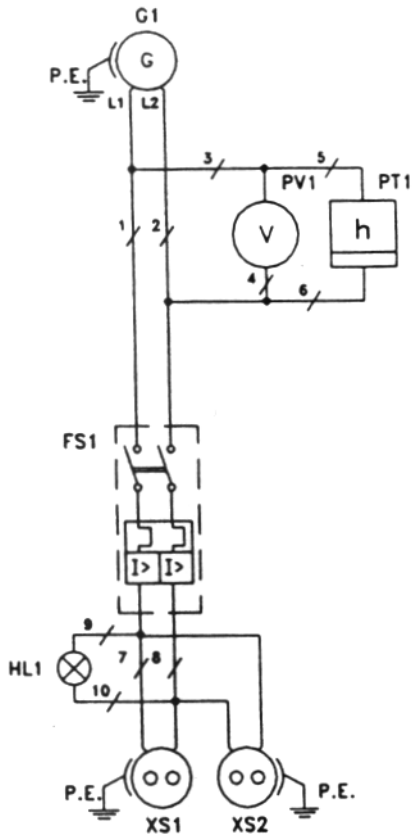 G1
G
P.E.
L1 L2
3 5
PV1 PT1
1 2
V h
4
6
FS1
I> I>
9
7 8
HL1
10
P.E. P.E.
XS1 XS2